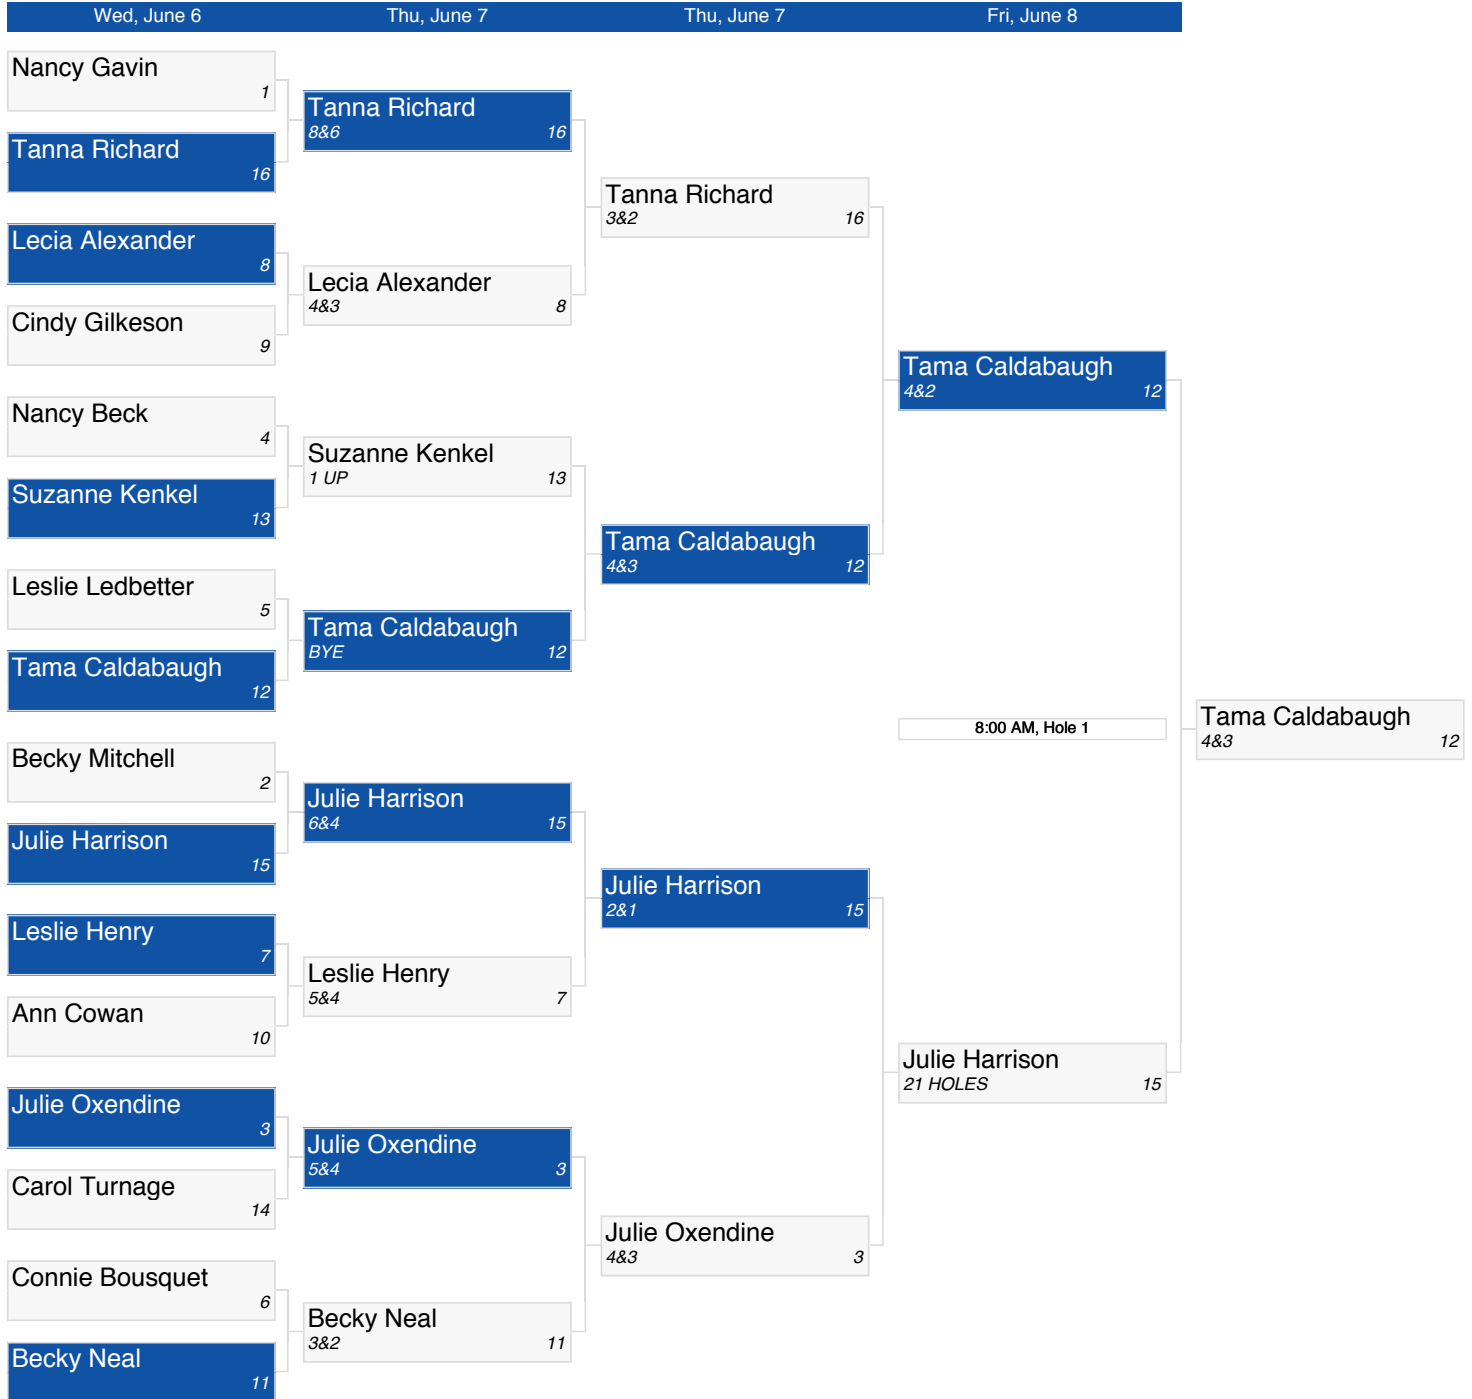 Wed, June 6
Thu, June 7
Thu, June 7
Fri, June 8
Nancy Gavin
1
Tanna Richard
16
Lecia Alexander
8
Cindy Gilkeson
9
Nancy Beck
4
Suzanne Kenkel
13
Leslie Ledbetter
5
Tama Caldabaugh
12
Becky Mitchell
2
Julie Harrison
15
Leslie Henry
7
Ann Cowan
10
Julie Oxendine
3
Carol Turnage
14
Connie Bousquet
6
Becky Neal
11
Tanna Richard
8&6 16
Lecia Alexander
4&3 8
Suzanne Kenkel
1 UP 13
Tama Caldabaugh
BYE 12
Julie Harrison
6&4 15
Leslie Henry
5&4 7
Julie Oxendine
5&4 3
Becky Neal
3&2 11
Tanna Richard
3&2 16
Tama Caldabaugh
4&3 12
Julie Harrison
2&1 15
Julie Oxendine
4&3 3
Tama Caldabaugh
4&2 12
8:00 AM, Hole 1
Julie Harrison
21 HOLES 15
Tama Caldabaugh
4&3 12